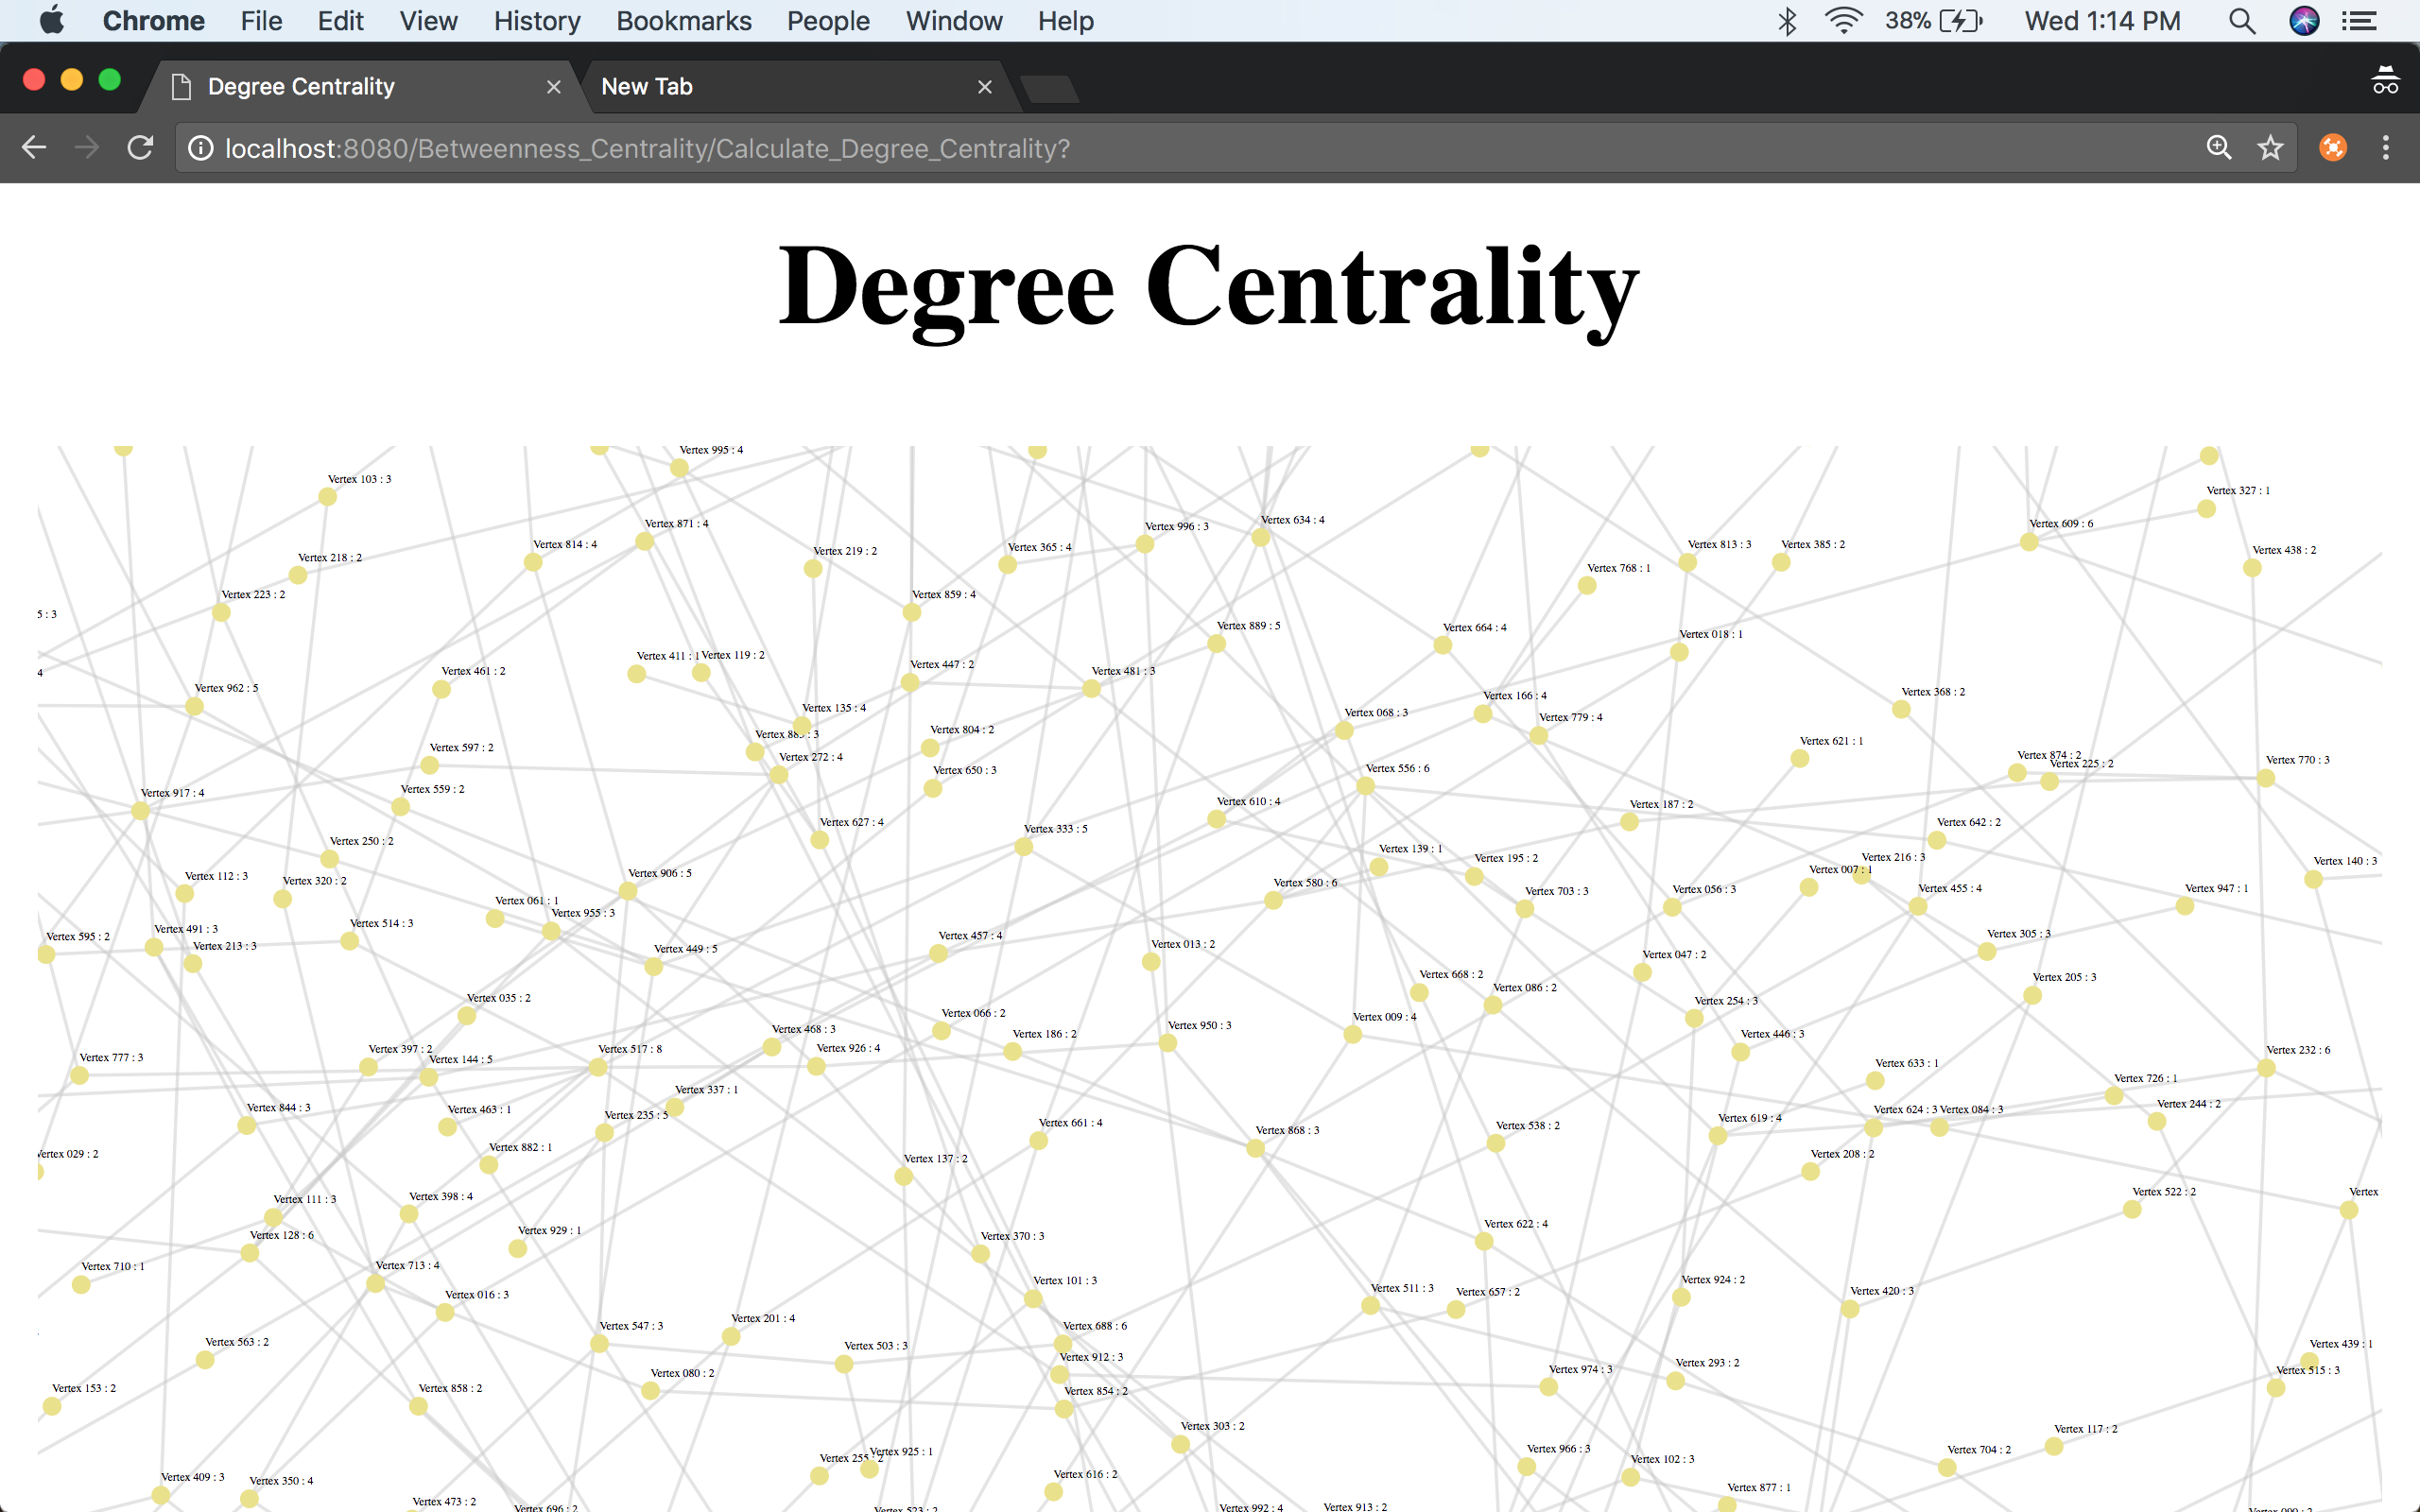 Chrome File Edit View History Bookmarks People Window Help 38% Wed 1:14 PM
Degree Centrality New Tab
localhost:8080/Betweenness_Centrality/Calculate_Degree_Centrality?
Degree Centrality
Vertex 995 : 4
Vertex 103 : 3
Vertex 327 : 1
Vertex 871 : 4
Vertex 996 : 3
Vertex 634 : 4
Vertex 609 : 6
Vertex 218 : 2
Vertex 814 : 4
Vertex 219 : 2
Vertex 365 : 4
Vertex 813 : 3
Vertex 385 : 2
Vertex 438 : 2
Vertex 768 : 1
Vertex 223 : 2
Vertex 859 : 4
5 : 3
Vertex 889 : 5
Vertex 664 : 4
Vertex 018 : 1
Vertex 411 : 1
Vertex 119 : 2
Vertex 447 : 2
4
Vertex 461 : 2
Vertex 481 : 3
Vertex 962 : 5
Vertex 166 : 4
Vertex 368 : 2
Vertex 135 : 4
Vertex 068 : 3
Vertex 779 : 4
Vertex 804 : 2
: 3
Vertex 597 : 2
Vertex 621 : 1
Vertex 272 : 4
Vertex 874 : 2
Vertex 225 : 2
Vertex 770 : 3
Vertex 650 : 3
Vertex 556 : 6
Vertex 917 : 4
Vertex 559 : 2
Vertex 610 : 4
Vertex 187 : 2
Vertex 627 : 4
Vertex 333 : 5
Vertex 642 : 2
Vertex 250 : 2
Vertex 139 : 1
Vertex 195 : 2
Vertex 216 : 3
Vertex 140 : 3
Vertex 112 : 3
Vertex 320 : 2
Vertex 906 : 5
Vertex 580 : 6
Vertex 007 : 1
Vertex 703 : 3
Vertex 056 : 3
Vertex 455 : 4
Vertex 947 : 1
Vertex 061 : 1
Vertex 955 : 3
Vertex 595 : 2
Vertex 491 : 3
Vertex 514 : 3
Vertex 213 : 3
Vertex 449 : 5
Vertex 457 : 4
Vertex 013 : 2
Vertex 305 : 3
Vertex 047 : 2
Vertex 668 : 2
Vertex 086 : 2
Vertex 205 : 3
Vertex 035 : 2
Vertex 254 : 3
Vertex 066 : 2
Vertex 468 : 3
Vertex 186 : 2
Vertex 950 : 3
Vertex 009 : 4
Vertex 446 : 3
Vertex 777 : 3
Vertex 397 : 2
Vertex 144 : 5
Vertex 517 : 8
Vertex 926 : 4
Vertex 633 : 1
Vertex 232 : 6
Vertex 337 : 1
Vertex 726 : 1
Vertex 844 : 3
Vertex 463 : 1
Vertex 235 : 5
Vertex 661 : 4
Vertex 868 : 3
Vertex 538 : 2
Vertex 619 : 4
Vertex 624 : 3
Vertex 084 : 3
Vertex 244 : 2
Vertex 029 : 2
Vertex 882 : 1
Vertex 137 : 2
Vertex 208 : 2
Vertex 111 : 3
Vertex 398 : 4
Vertex 522 : 2
Vertex
Vertex 128 : 6
Vertex 929 : 1
Vertex 370 : 3
Vertex 622 : 4
Vertex 710 : 1
Vertex 713 : 4
Vertex 101 : 3
Vertex 016 : 3
Vertex 511 : 3
Vertex 657 : 2
Vertex 924 : 2
Vertex 420 : 3
Vertex 563 : 2
Vertex 547 : 3
Vertex 201 : 4
Vertex 503 : 3
Vertex 688 : 6
Vertex 912 : 3
Vertex 439 : 1
Vertex 153 : 2
Vertex 858 : 2
Vertex 080 : 2
Vertex 854 : 2
Vertex 974 : 3
Vertex 293 : 2
Vertex 515 : 3
Vertex 303 : 2
Vertex 117 : 2
Vertex 255 : 2
Vertex 925 : 1
Vertex 966 : 3
Vertex 704 : 2
Vertex 409 : 3
Vertex 350 : 4
Vertex 616 : 2
Vertex 102 : 3
Vertex 877 : 1
Vertex 473 : 2
Vertex 696 : 2
Vertex 523 : 2
Vertex 992 : 4
Vertex 913 : 2